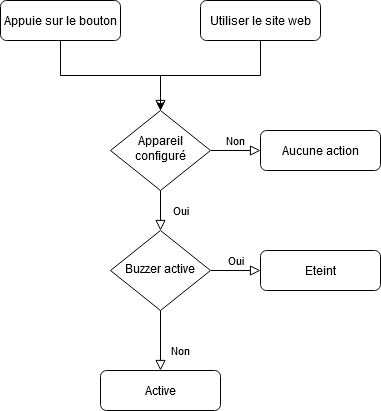 Appuie sur le bouton
Utiliser le site web
Appareil
configuré
Non
Aucune action
Oui
Buzzer active
Oui
Eteint
Non
Active